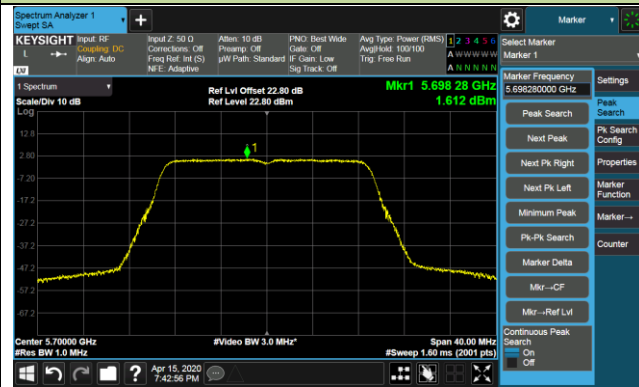 Spectrum Analyzer 1
Swept SA
Marker
KEYSIGHT
Input: RF
Coupling: DC
Align: Auto
Input Z: 50 Ω
Corrections: Off
Freq Ref: Int (S)
NFE: Adaptive
Atten: 10 dB
Preamp: Off
µW Path: Standard
PNO: Best Wide
Gate: Off
IF Gain: Low
Sig Track: Off
Avg Type: Power (RMS)
Avg|Hold: 100/100
Trig: Free Run
1 2 3 4 5 6
A W W W W W
A N N N N N
L
LXI
Select Marker
Marker 1
1 Spectrum
Scale/Div 10 dB
Log
Ref Lvl Offset 22.80 dB
Ref Level 22.80 dBm
Mkr1 5.698 28 GHz
1.612 dBm
12.8
2.80
-7.20
-17.2
-27.2
-37.2
-47.2
-57.2
-67.2
1
Center 5.70000 GHz
#Res BW 1.0 MHz
#Video BW 3.0 MHz*
Span 40.00 MHz
#Sweep 1.60 ms (2001 pts)
Marker Frequency
5.698280000 GHz
Peak Search
Next Peak
Next Pk Right
Next Pk Left
Minimum Peak
Pk-Pk Search
Marker Delta
Mkr→CF
Mkr→Ref Lvl
Continuous Peak
Search
On
Off
Settings
Peak
Search
Pk Search
Config
Properties
Marker
Function
Marker→
Counter
?
Apr 15, 2020
7:42:56 PM